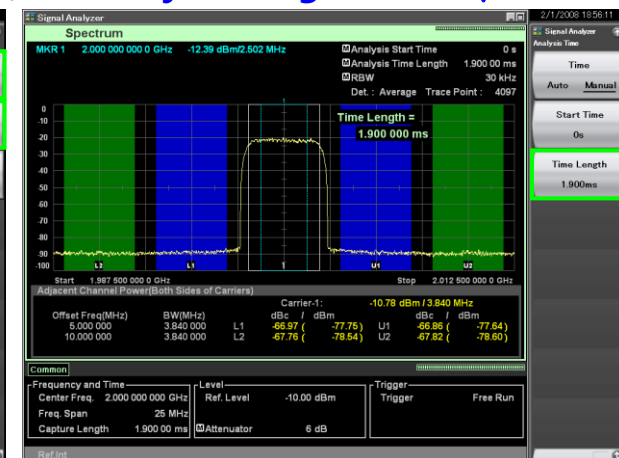 Signal Analyzer
2/1/2008 18:56:11
Spectrum
MKR 1 2.000 000 000 0 GHz -12.39 dBm/2.502 MHz
M Analysis Start Time 0 s
M Analysis Time Length 1.900 00 ms
M RBW 30 kHz
Det. : Average Trace Point : 4097
Time Length =
1.900 000 ms
0
-10
-20
-30
-40
-50
-60
-70
-80
-90
-100
L2 L1 1 U1 U2
Start 1.987 500 000 0 GHz Stop 2.012 500 000 0 GHz
Adjacent Channel Power(Both Sides of Carriers)
Carrier-1: -10.78 dBm / 3.840 MHz
Offset Freq(MHz) BW(MHz) dBc / dBm dBc / dBm
5.000 000 3.840 000 L1 -66.97 ( -77.75) U1 -66.86 ( -77.64)
10.000 000 3.840 000 L2 -67.76 ( -78.54) U2 -67.82 ( -78.60)
Common
Frequency and Time
Center Freq. 2.000 000 000 GHz
Freq. Span 25 MHz
Capture Length 1.900 00 ms
Level
Ref. Level -10.00 dBm
M Attenuator 6 dB
Trigger
Trigger Free Run
Ref.Int
Signal Analyzer
Analysis Time
Time
Auto Manual
Start Time
0s
Time Length
1.900ms